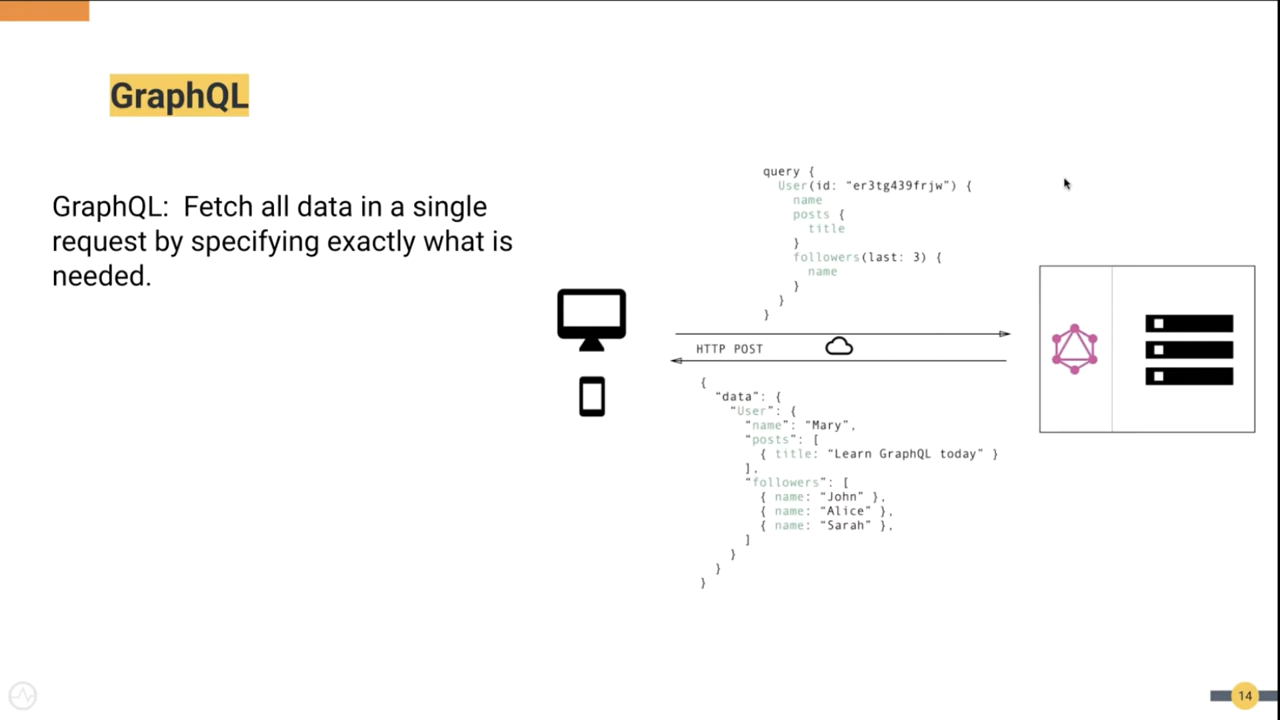 GraphQL
GraphQL: Fetch all data in a single
request by specifying exactly what is
needed.
query {
User(id: “er3tg439frjw”) {
name
posts {
title
}
followers(last: 3) {
name
}
}
}
HTTP POST
{
“data”: {
“User”: {
“name”: “Mary”,
“posts”: [
{ title: “Learn GraphQL today” }
],
“followers”: [
{ name: “John” },
{ name: “Alice” },
{ name: “Sarah” },
]
}
}
}
14